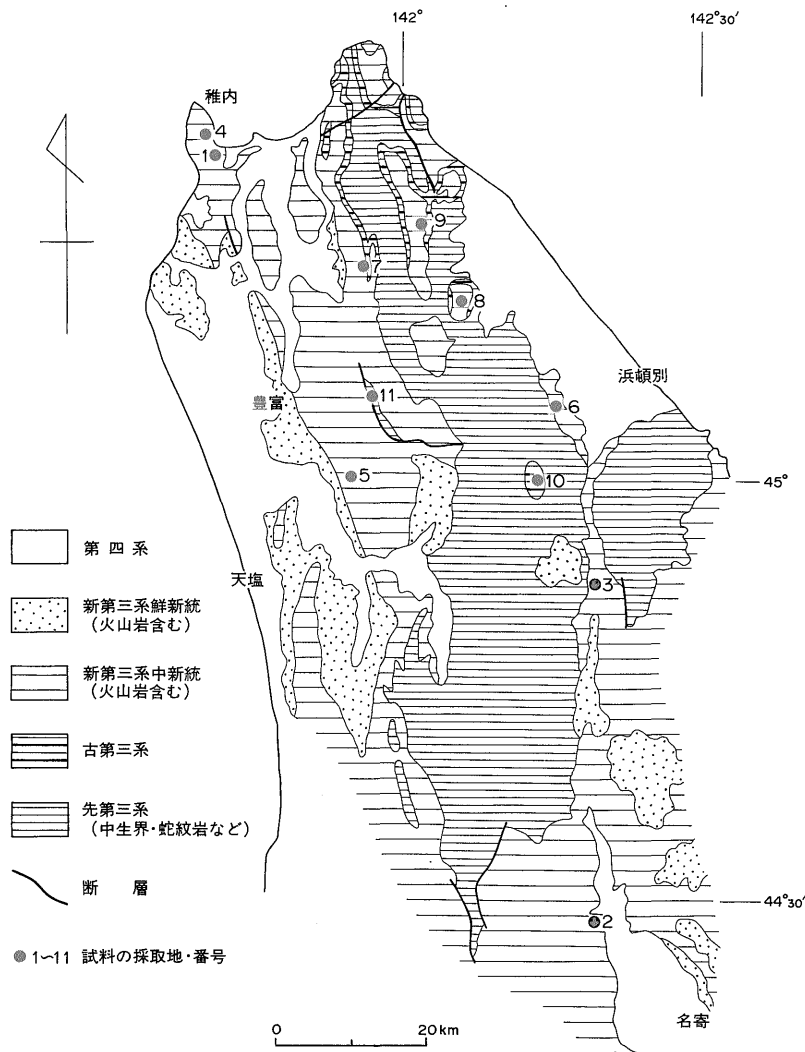 142°
142°30′
稚内
4
1
9
7
8
浜頓別
豊富
11
6
5
10
45°
天塩
3
第四系
新第三系鮮新統
(火山岩含む)
新第三系中新統
(火山岩含む)
古第三系
先第三系
(中生界・蛇紋岩など)
断層
1〜11 試料の採取地・番号
44°30′
2
名寄
0 20km